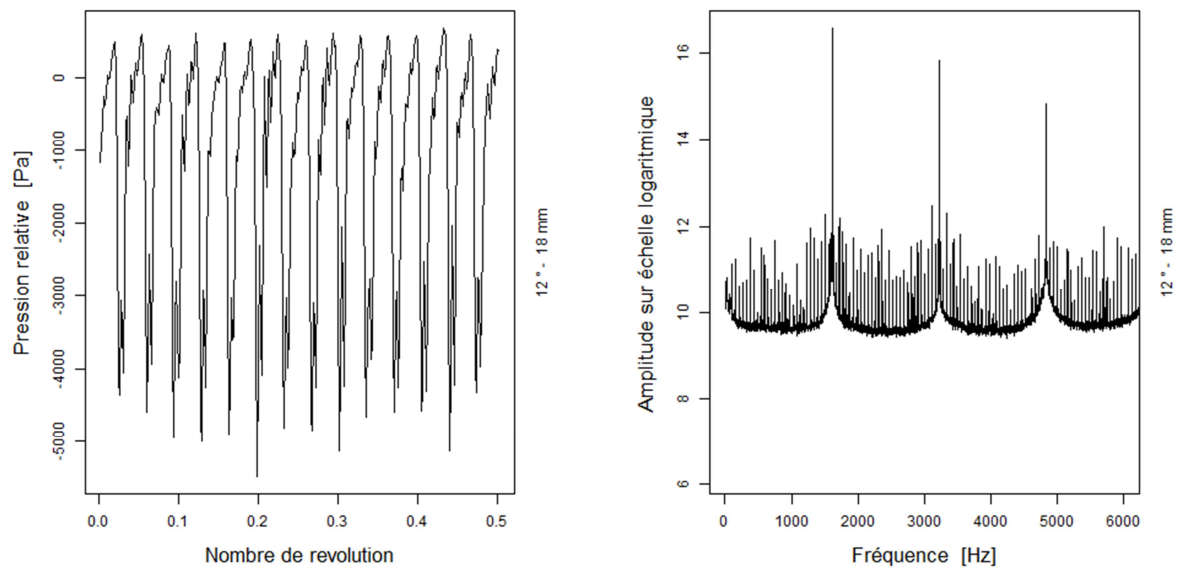 Pression relative [Pa]
0
-1000
-2000
-3000
-4000
-5000
0.0 0.1 0.2 0.3 0.4 0.5
Nombre de revolution
12 ° - 18 mm
Amplitude sur échelle logaritmique
16
14
12
10
8
6
0 1000 2000 3000 4000 5000 6000
Fréquence [Hz]
12 ° - 18 mm